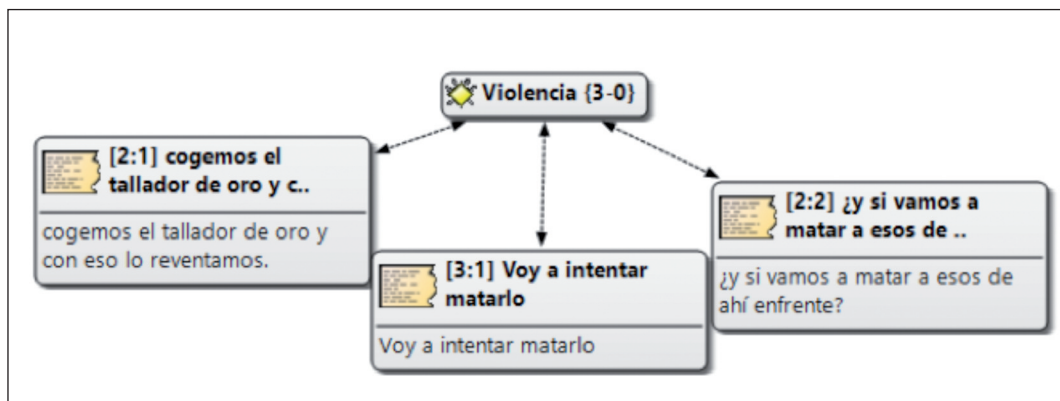 Violencia {3-0}
[2:1] cogemos el
tallador de oro y c..
cogemos el tallador de oro y
con eso lo reventamos.
[3:1] Voy a intentar
matarlo
Voy a intentar matarlo
[2:2] ¿y si vamos a
matar a esos de ..
¿y si vamos a matar a esos de
ahí enfrente?